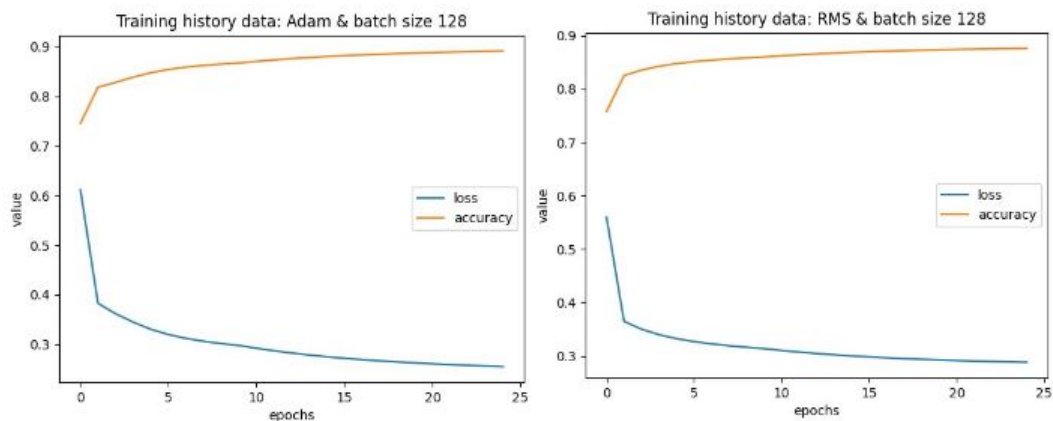 Training history data: Adam & batch size 128
0.9
0.8
0.7
0.6
0.5
0.4
0.3
value
loss
accuracy
0
5
10
15
20
25
epochs
Training history data: RMS & batch size 128
0.9
0.8
0.7
0.6
0.5
0.4
0.3
value
loss
accuracy
0
5
10
15
20
25
epochs